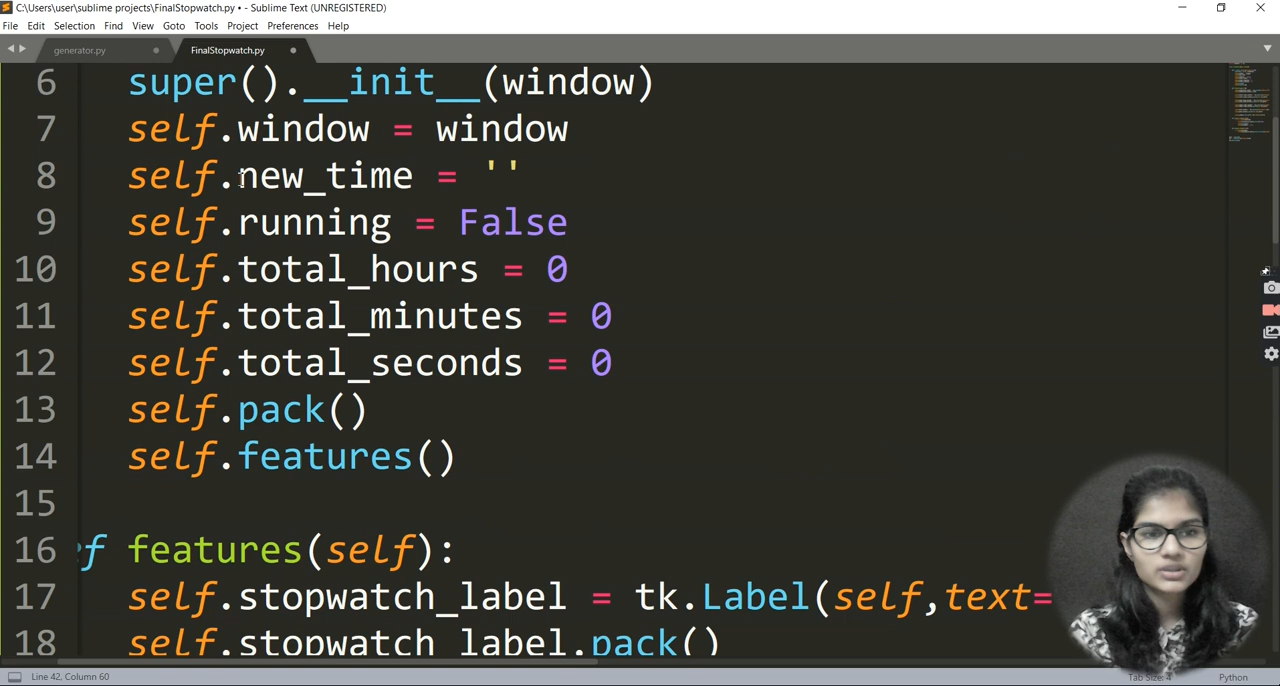 C:\Users\user\sublime projects\FinalStopwatch.py • - Sublime Text (UNREGISTERED)
File Edit Selection Find View Goto Tools Project Preferences Help
generator.py FinalStopwatch.py
6 super().__init__(window)
7 self.window = window
8 self.new_time = ''
9 self.running = False
10 self.total_hours = 0
11 self.total_minutes = 0
12 self.total_seconds = 0
13 self.pack()
14 self.features()
15
16 ef features(self):
17 self.stopwatch_label = tk.Label(self,text=
18 self.stopwatch_label.pack()
Line 42, Column 60 Tab Size: 4 Python